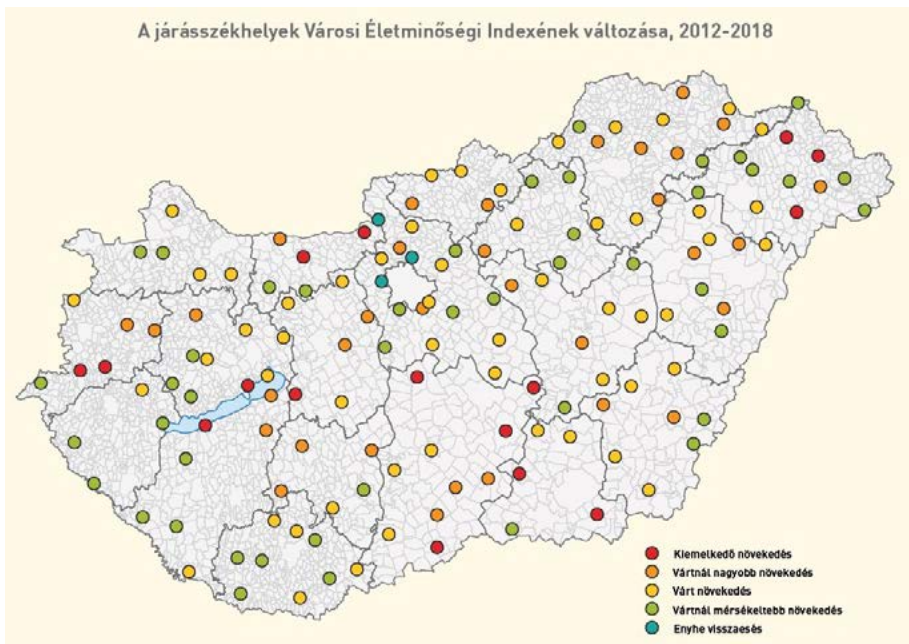 A járásszékhelyek Városi Életminőségi Indexének változása, 2012-2018
Kiemelkedő növekedés
Vártnál nagyobb növekedés
Várt növekedés
Vártnál mérsékeltebb növekedés
Enyhe visszaesés